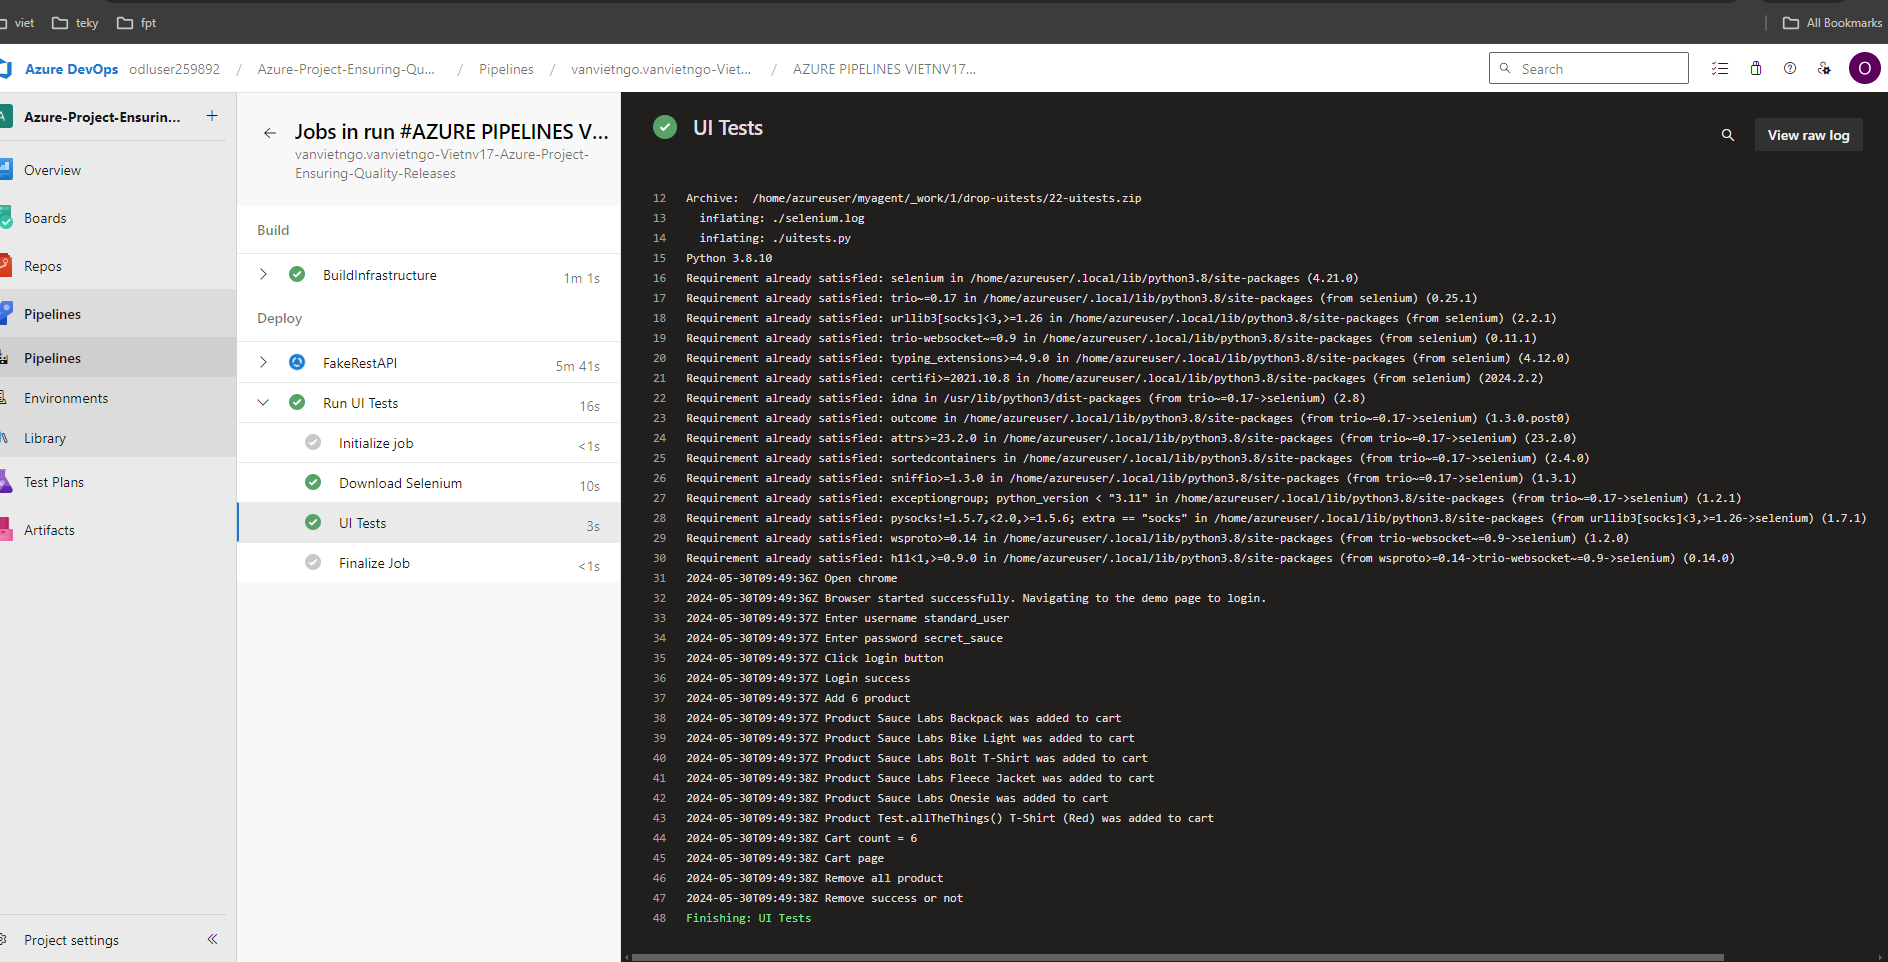 viet teky fpt All Bookmarks
Azure DevOps odluser259892 / Azure-Project-Ensuring-Qu... / Pipelines / vanvietngo.vanvietngo-Viet... / AZURE PIPELINES VIETNV17... Search O
A Azure-Project-Ensurin... +
Overview
Boards
Repos
Pipelines
Pipelines
Environments
Library
Test Plans
Artifacts
Project settings
Jobs in run #AZURE PIPELINES V...
vanvietngo.vanvietngo-Vietnv17-Azure-Project-
Ensuring-Quality-Releases
Build
BuildInfrastructure 1m 1s
Deploy
FakeRestAPI 5m 41s
Run UI Tests 16s
Initialize job <1s
Download Selenium 10s
UI Tests 3s
Finalize Job <1s
UI Tests
View raw log
12 Archive:  /home/azureuser/myagent/_work/1/drop-uitests/22-uitests.zip
13   inflating: ./selenium.log
14   inflating: ./uitests.py
15 Python 3.8.10
16 Requirement already satisfied: selenium in /home/azureuser/.local/lib/python3.8/site-packages (4.21.0)
17 Requirement already satisfied: trio~=0.17 in /home/azureuser/.local/lib/python3.8/site-packages (from selenium) (0.25.1)
18 Requirement already satisfied: urllib3[socks]<3,>=1.26 in /home/azureuser/.local/lib/python3.8/site-packages (from selenium) (2.2.1)
19 Requirement already satisfied: trio-websocket~=0.9 in /home/azureuser/.local/lib/python3.8/site-packages (from selenium) (0.11.1)
20 Requirement already satisfied: typing_extensions>=4.9.0 in /home/azureuser/.local/lib/python3.8/site-packages (from selenium) (4.12.0)
21 Requirement already satisfied: certifi>=2021.10.8 in /home/azureuser/.local/lib/python3.8/site-packages (from selenium) (2024.2.2)
22 Requirement already satisfied: idna in /usr/lib/python3/dist-packages (from trio~=0.17->selenium) (2.8)
23 Requirement already satisfied: outcome in /home/azureuser/.local/lib/python3.8/site-packages (from trio~=0.17->selenium) (1.3.0.post0)
24 Requirement already satisfied: attrs>=23.2.0 in /home/azureuser/.local/lib/python3.8/site-packages (from trio~=0.17->selenium) (23.2.0)
25 Requirement already satisfied: sortedcontainers in /home/azureuser/.local/lib/python3.8/site-packages (from trio~=0.17->selenium) (2.4.0)
26 Requirement already satisfied: sniffio>=1.3.0 in /home/azureuser/.local/lib/python3.8/site-packages (from trio~=0.17->selenium) (1.3.1)
27 Requirement already satisfied: exceptiongroup; python_version < "3.11" in /home/azureuser/.local/lib/python3.8/site-packages (from trio~=0.17->selenium) (1.2.1)
28 Requirement already satisfied: pysocks!=1.5.7,<2.0,>=1.5.6; extra == "socks" in /home/azureuser/.local/lib/python3.8/site-packages (from urllib3[socks]<3,>=1.26->selenium) (1.7.1)
29 Requirement already satisfied: wsproto>=0.14 in /home/azureuser/.local/lib/python3.8/site-packages (from trio-websocket~=0.9->selenium) (1.2.0)
30 Requirement already satisfied: h11<1,>=0.9.0 in /home/azureuser/.local/lib/python3.8/site-packages (from wsproto>=0.14->trio-websocket~=0.9->selenium) (0.14.0)
31 2024-05-30T09:49:36Z Open chrome
32 2024-05-30T09:49:36Z Browser started successfully. Navigating to the demo page to login.
33 2024-05-30T09:49:37Z Enter username standard_user
34 2024-05-30T09:49:37Z Enter password secret_sauce
35 2024-05-30T09:49:37Z Click login button
36 2024-05-30T09:49:37Z Login success
37 2024-05-30T09:49:37Z Add 6 product
38 2024-05-30T09:49:37Z Product Sauce Labs Backpack was added to cart
39 2024-05-30T09:49:37Z Product Sauce Labs Bike Light was added to cart
40 2024-05-30T09:49:37Z Product Sauce Labs Bolt T-Shirt was added to cart
41 2024-05-30T09:49:38Z Product Sauce Labs Fleece Jacket was added to cart
42 2024-05-30T09:49:38Z Product Sauce Labs Onesie was added to cart
43 2024-05-30T09:49:38Z Product Test.allTheThings() T-Shirt (Red) was added to cart
44 2024-05-30T09:49:38Z Cart count = 6
45 2024-05-30T09:49:38Z Cart page
46 2024-05-30T09:49:38Z Remove all product
47 2024-05-30T09:49:38Z Remove success or not
48 Finishing: UI Tests